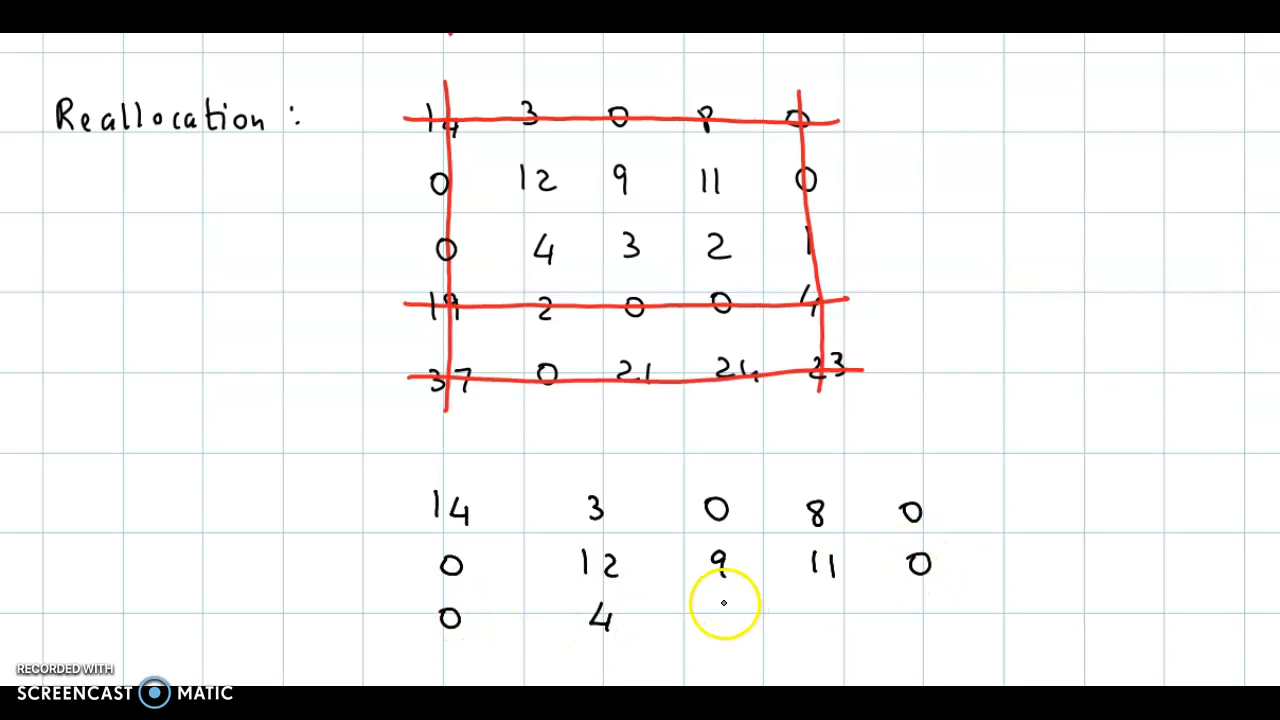 Reallocation :
14 3 0 8 0
0 12 9 11 0
0 4 3 2 1
19 2 0 0 4
37 0 21 24 23
14 3 0 8 0
0 12 9 11 0
0 4
RECORDED WITH
SCREENCAST MATIC